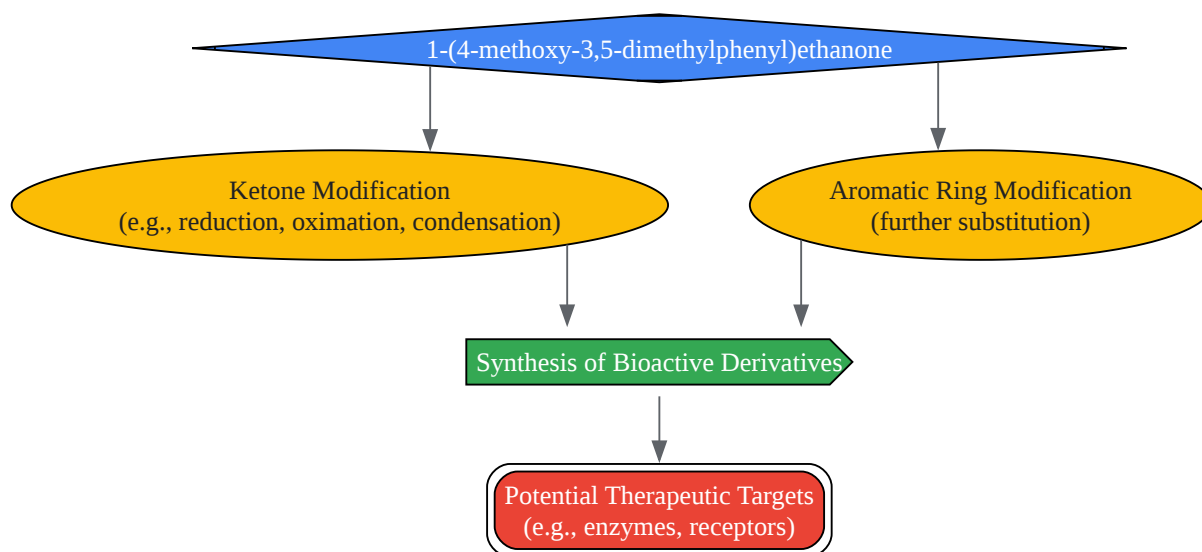 1-(4-methoxy-3,5-dimethylphenyl)ethanone
Ketone Modification
(e.g., reduction, oximation, condensation)
Aromatic Ring Modification
(further substitution)
Synthesis of Bioactive Derivatives
Potential Therapeutic Targets
(e.g., enzymes, receptors)